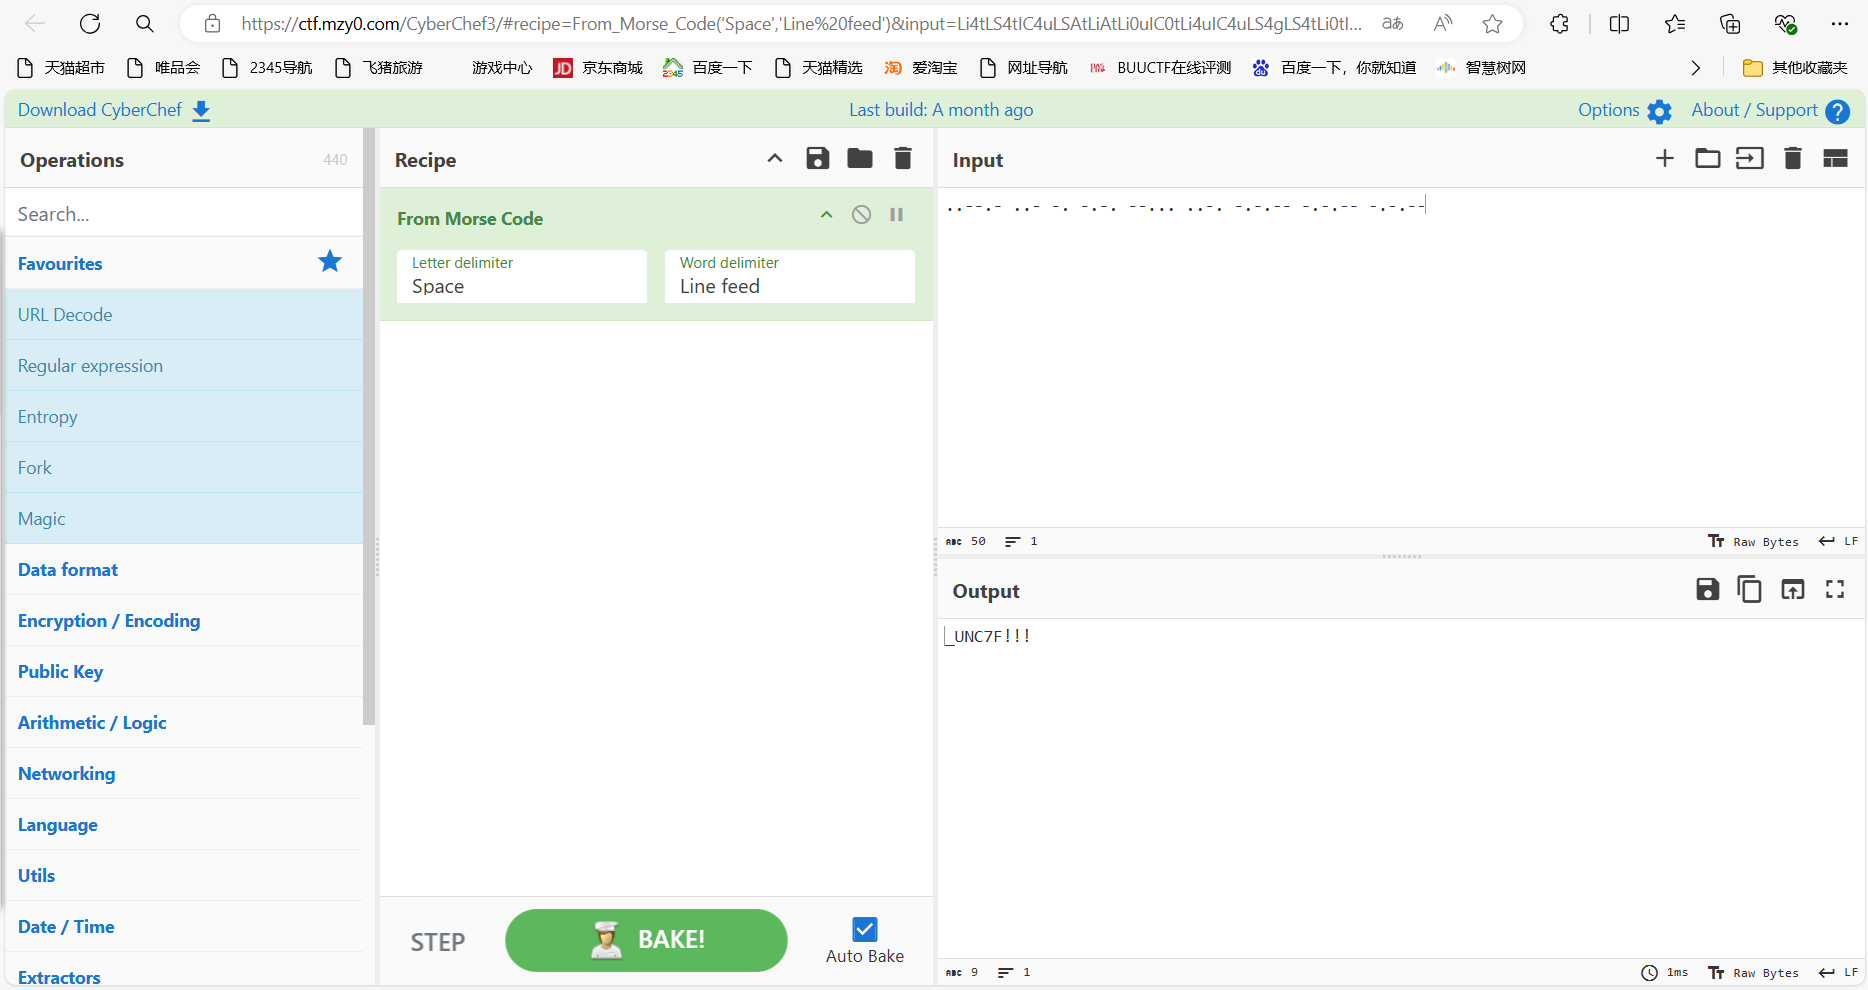 https://ctf.mzy0.com/CyberChef3/#recipe=From_Morse_Code('Space','Line%20feed')&input=Li4tLS4tIC4uLSAtLiAtLi0uIC0tLi4uIC4uLS4gLS4tLi0tI... aあ A
天猫超市 唯品会 2345导航 飞猪旅游 游戏中心 JD 京东商城 2345 百度一下 天猫精选 淘 爱淘宝 网址导航 BUUCTF在线评测 百度一下，你就知道 智慧树网 其他收藏夹
Download CyberChef Last build: A month ago Options About / Support ?
Operations 440
Search...
Favourites
URL Decode
Regular expression
Entropy
Fork
Magic
Data format
Encryption / Encoding
Public Key
Arithmetic / Logic
Networking
Language
Utils
Date / Time
Extractors
Recipe
From Morse Code
Letter delimiter Word delimiter
Space Line feed
STEP BAKE! Auto Bake
Input
..--.- ..- -. -.-. --... ..-. -.-.-- -.-.-- -.-.--
ABC 50 1 Raw Bytes LF
Output
_UNC7F!!!
ABC 9 1 1ms Raw Bytes LF